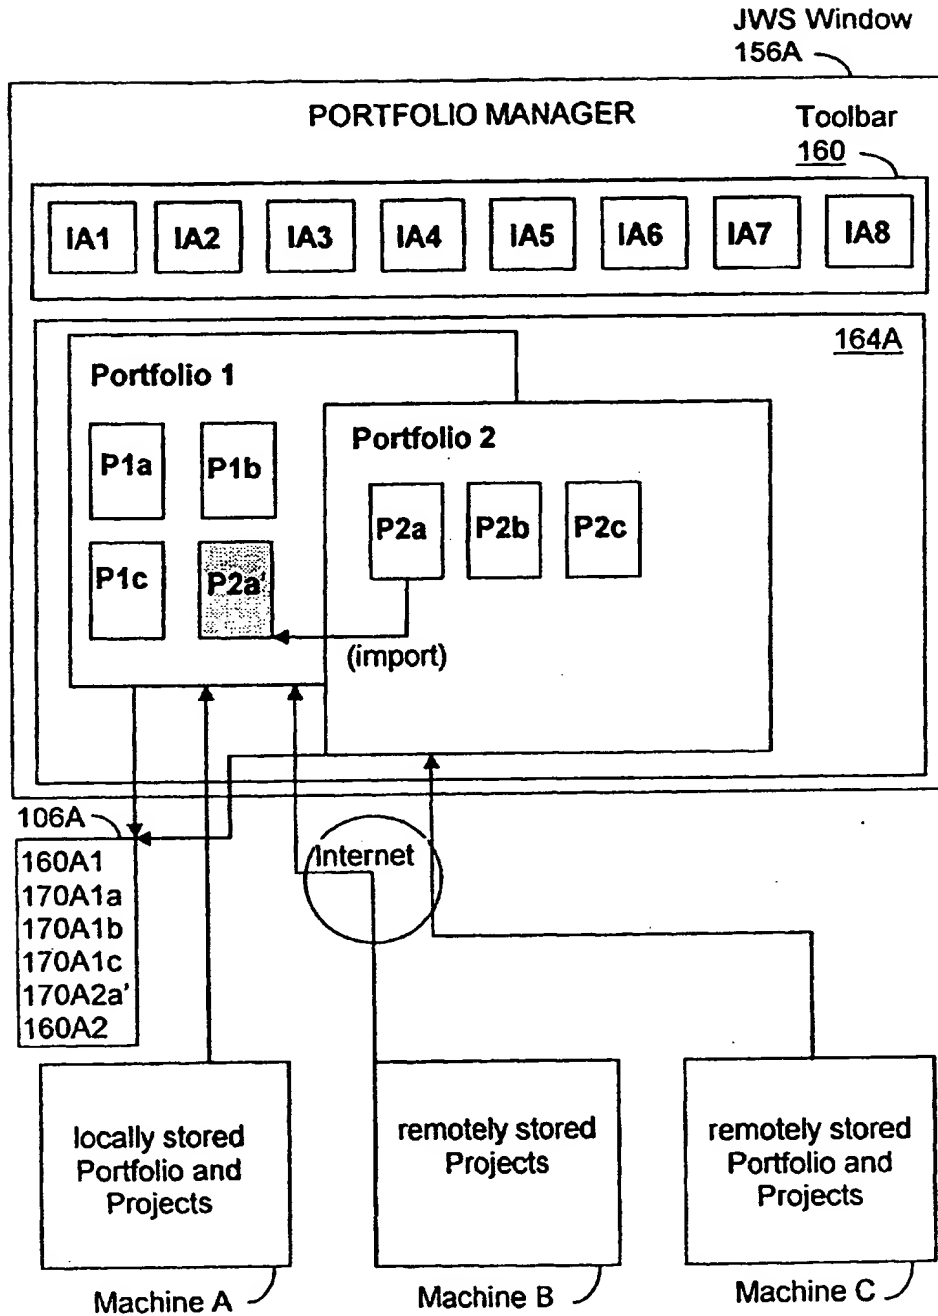 JWS Window
156A
PORTFOLIO MANAGER
Toolbar
160
IA1 IA2 IA3 IA4 IA5 IA6 IA7 IA8
164A
Portfolio 1
Portfolio 2
P1a P1b
P2a P2b P2c
P1c P2a'
(import)
106A
160A1
170A1a
170A1b
170A1c
170A2a'
160A2
Internet
locally stored
Portfolio and
Projects
remotely stored
Projects
remotely stored
Portfolio and
Projects
Machine A
Machine B
Machine C